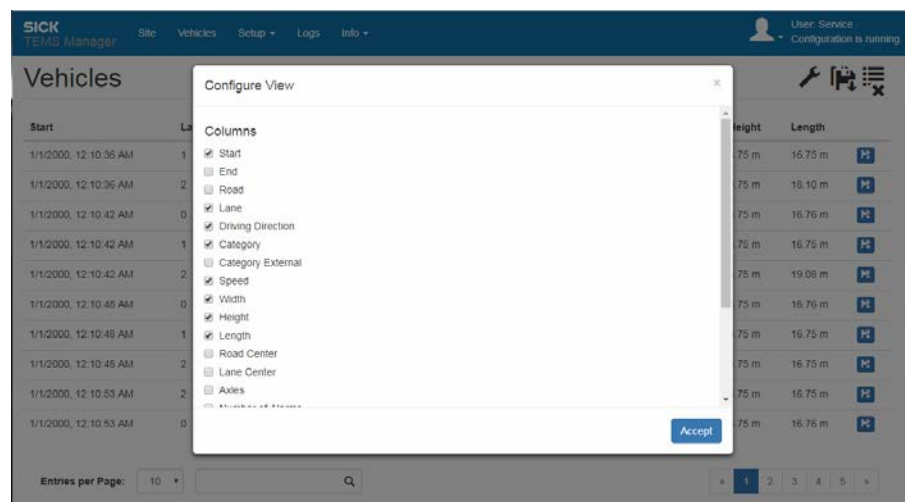 SICK
TEMS Manager
Site Vehicles Setup Logs Info
User: Service
Configuration is running
Vehicles
Configure View
×
Start La Height Length
1/1/2000, 12:10:36 AM 1 .75 m 16.75 m
1/1/2000, 12:10:36 AM 2 .75 m 18.10 m
1/1/2000, 12:10:42 AM 0 .75 m 16.76 m
1/1/2000, 12:10:42 AM 1 .75 m 16.75 m
1/1/2000, 12:10:42 AM 2 .75 m 19.08 m
1/1/2000, 12:10:48 AM 0 .75 m 16.76 m
1/1/2000, 12:10:48 AM 1 .75 m 16.75 m
1/1/2000, 12:10:48 AM 2 .75 m 16.75 m
1/1/2000, 12:10:53 AM 2 .75 m 16.75 m
1/1/2000, 12:10:53 AM 0 .75 m 16.76 m
Columns
Start
End
Road
Lane
Driving Direction
Category
Category External
Speed
Width
Height
Length
Road Center
Lane Center
Axles
Accept
Entries per Page: 10
« 1 2 3 4 5 »